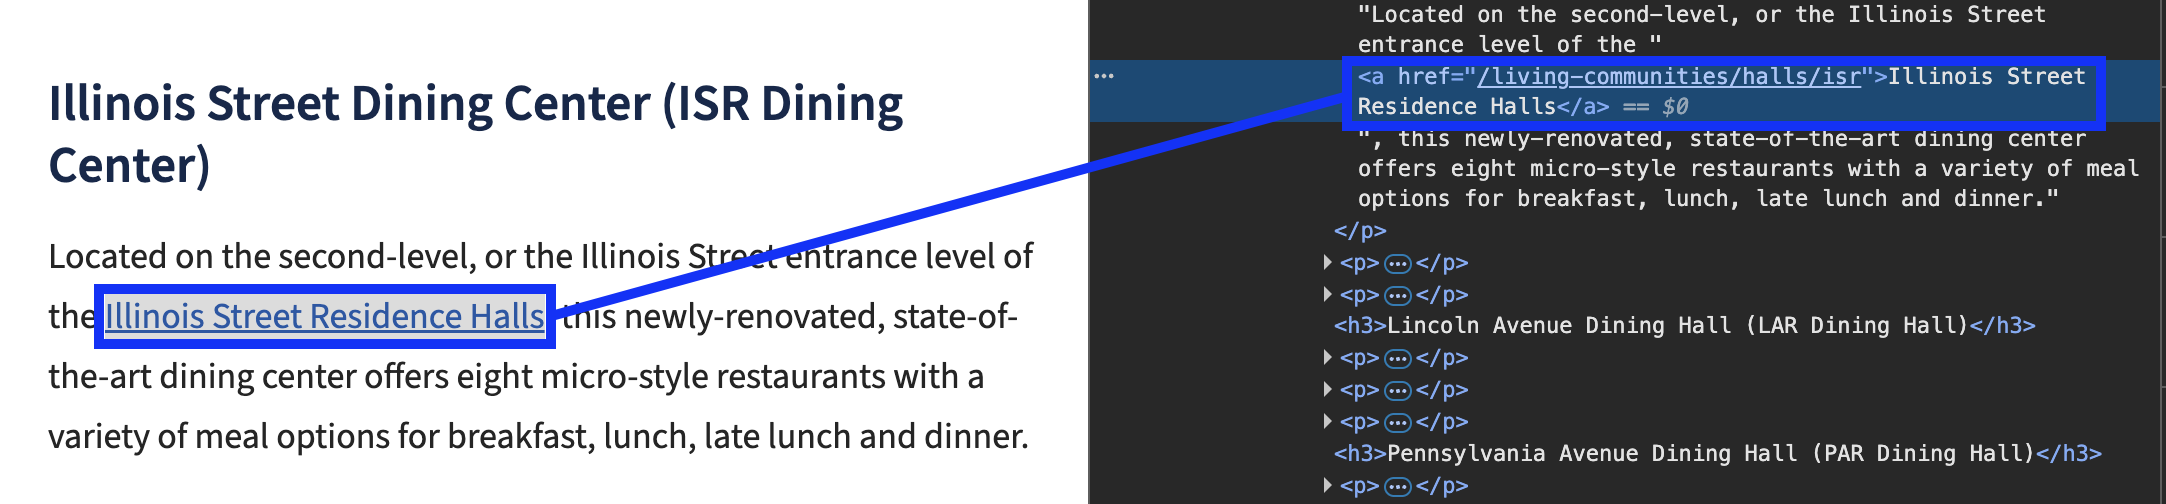 Illinois Street Dining Center (ISR Dining
Center)
Located on the second-level, or the Illinois Street entrance level of
the Illinois Street Residence Halls, this newly-renovated, state-of-
the-art dining center offers eight micro-style restaurants with a
variety of meal options for breakfast, lunch, late lunch and dinner.
"Located on the second-level, or the Illinois Street
entrance level of the "
<a href="/living-communities/halls/isr">Illinois Street
Residence Halls</a> == $0
", this newly-renovated, state-of-the-art dining center
offers eight micro-style restaurants with a variety of meal
options for breakfast, lunch, late lunch and dinner."
</p>
<p>…</p>
<p>…</p>
<h3>Lincoln Avenue Dining Hall (LAR Dining Hall)</h3>
<p>…</p>
<p>…</p>
<p>…</p>
<h3>Pennsylvania Avenue Dining Hall (PAR Dining Hall)</h3>
<p>…</p>